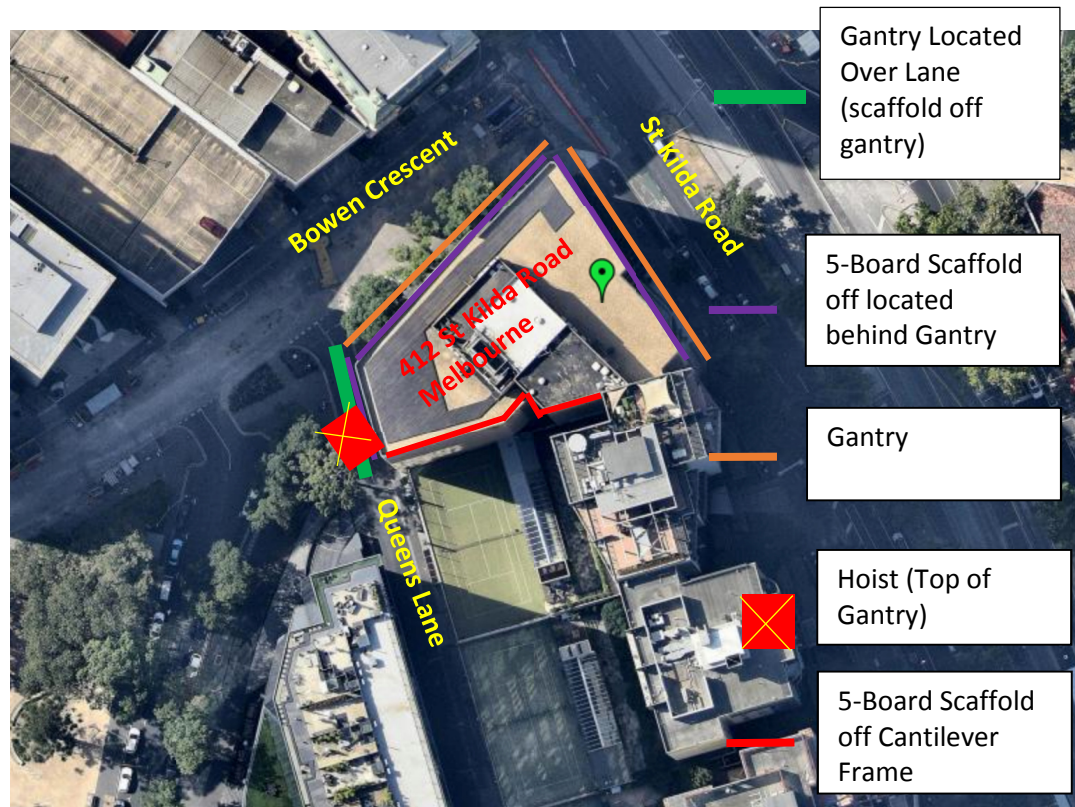 Gantry Located
Over Lane
(scaffold off
gantry)
Bowen Crescent
St Kilda Road
5-Board Scaffold
off located
behind Gantry
412 St Kilda Road
Melbourne
Gantry
Queens Lane
Hoist (Top of
Gantry)
5-Board Scaffold
off Cantilever
Frame